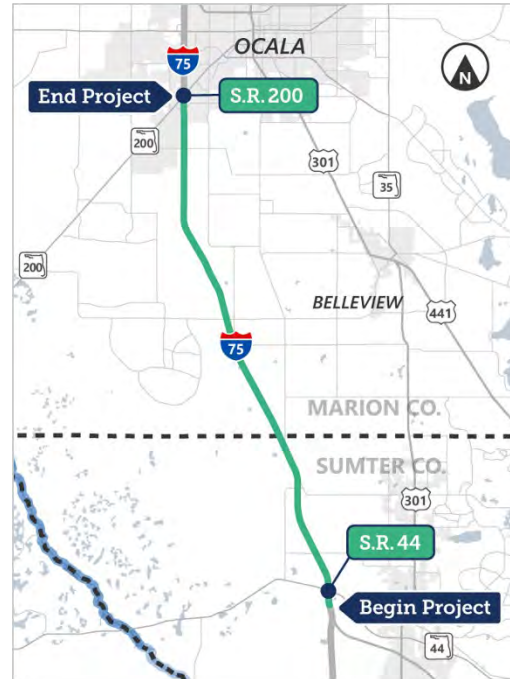 OCALA
75
N
End Project
S.R. 200
200
301
35
200
BELLEVIEW
441
75
MARION CO.
SUMTER CO.
301
S.R. 44
Begin Project
44